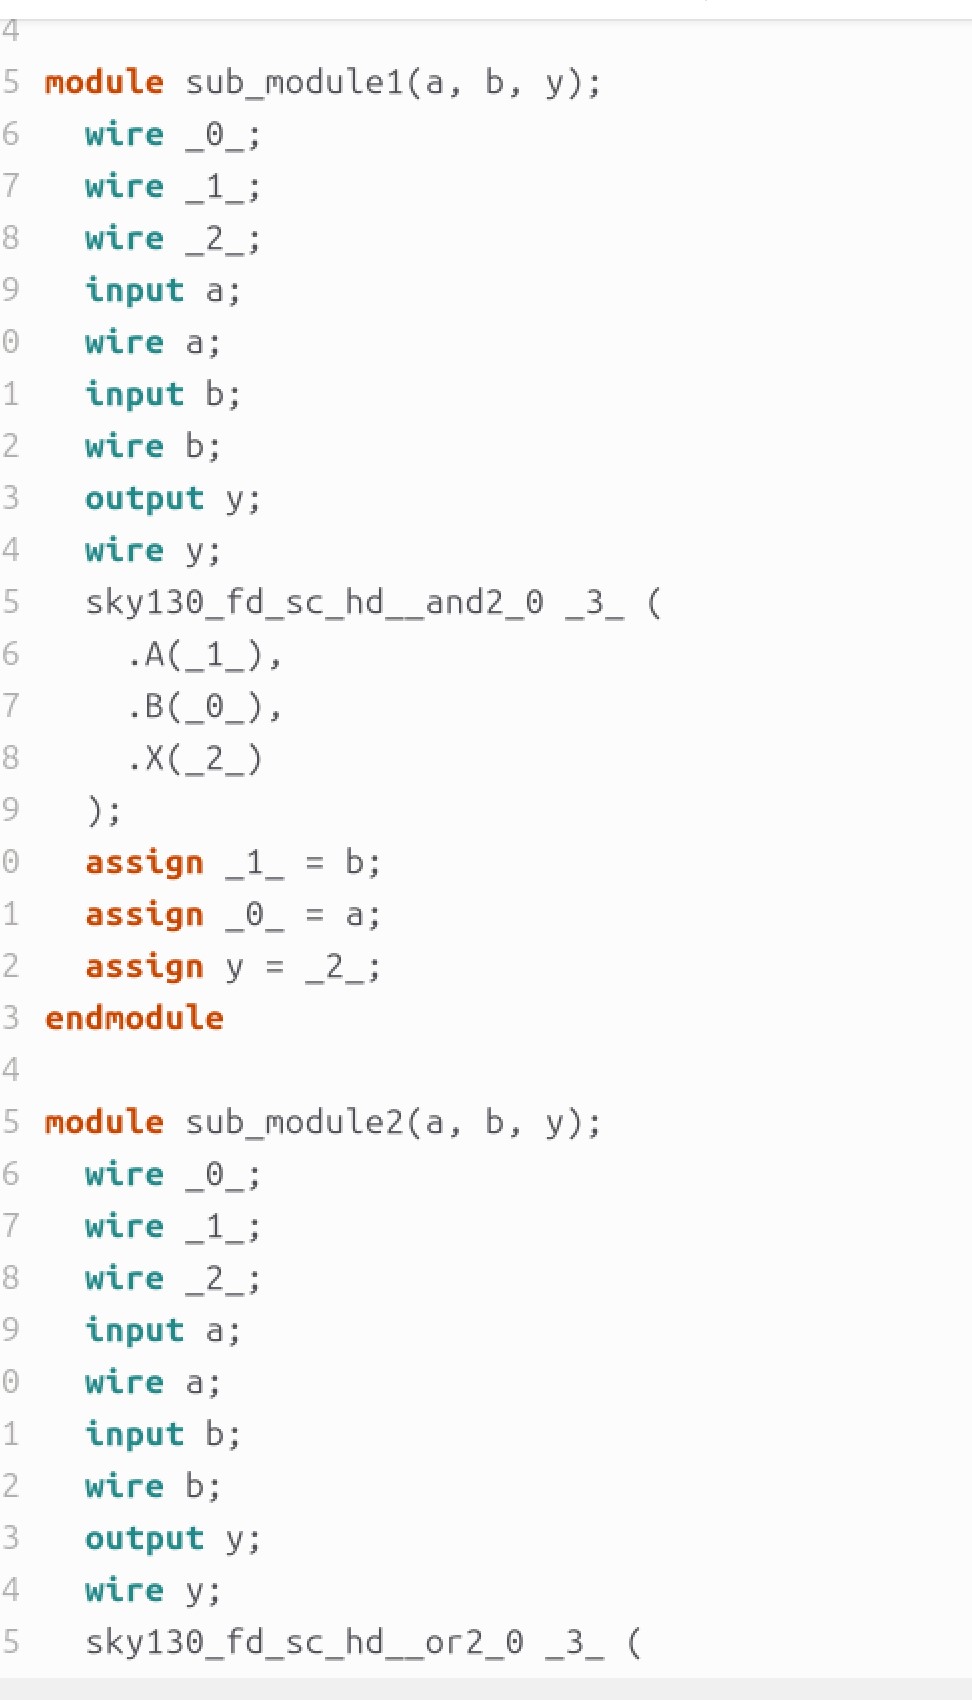 4
5 module sub_module1(a, b, y);
6   wire _0_;
7   wire _1_;
8   wire _2_;
9   input a;
0   wire a;
1   input b;
2   wire b;
3   output y;
4   wire y;
5   sky130_fd_sc_hd__and2_0 _3_ (
6     .A(_1_),
7     .B(_0_),
8     .X(_2_)
9   );
0   assign _1_ = b;
1   assign _0_ = a;
2   assign y = _2_;
3 endmodule
4
5 module sub_module2(a, b, y);
6   wire _0_;
7   wire _1_;
8   wire _2_;
9   input a;
0   wire a;
1   input b;
2   wire b;
3   output y;
4   wire y;
5   sky130_fd_sc_hd__or2_0 _3_ (